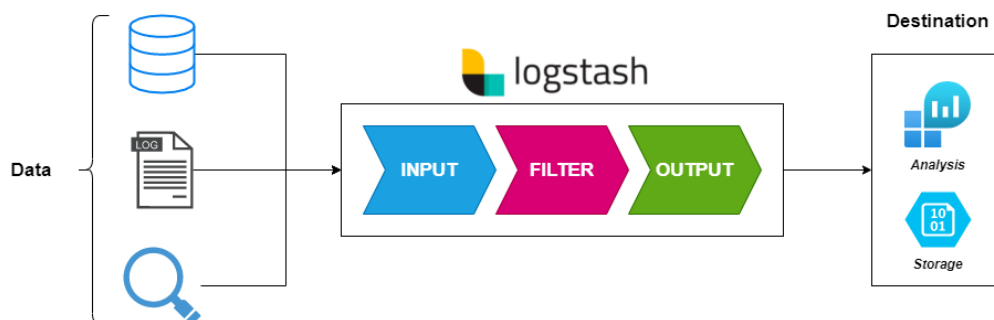 Destination
logstash
LOG
Data
INPUT
FILTER
OUTPUT
Analysis
10
01
Storage